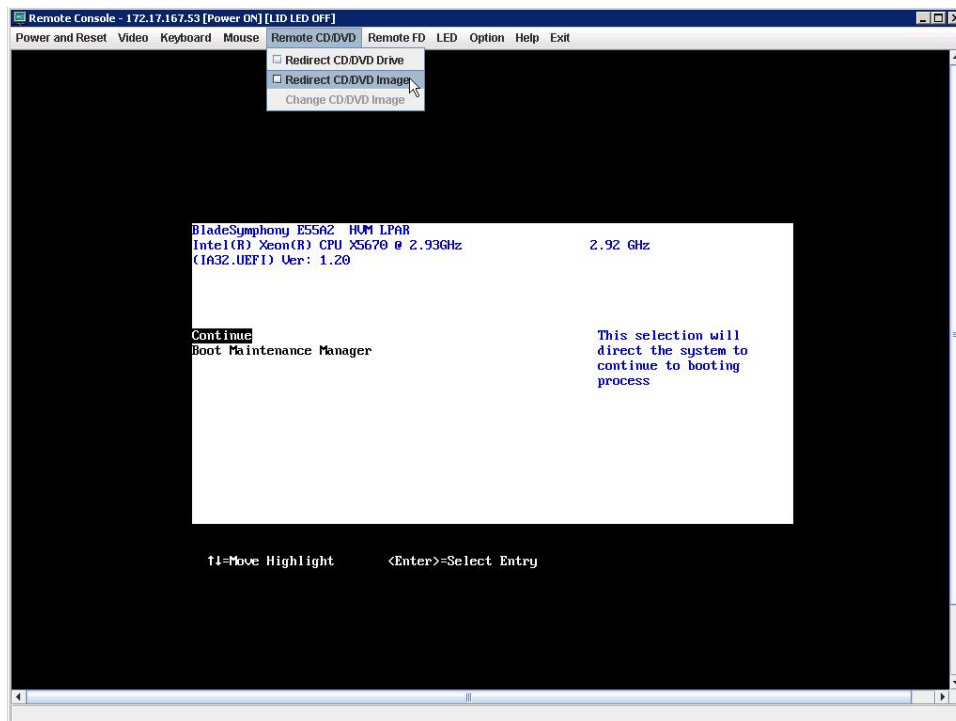 Remote Console - 172.17.167.53 [Power ON] [LID LED OFF]
Power and Reset Video Keyboard Mouse Remote CD/DVD Remote FD LED Option Help Exit
Redirect CD/DVD Drive
Redirect CD/DVD Image
Change CD/DVD Image
BladeSymphony E55A2 HVM LPAR
Intel(R) Xeon(R) CPU X5670 @ 2.93GHz 2.92 GHz
(IA32.UEFI) Ver: 1.20
Continue This selection will
Boot Maintenance Manager direct the system to
continue to booting
process
↑↓=Move Highlight <Enter>=Select Entry